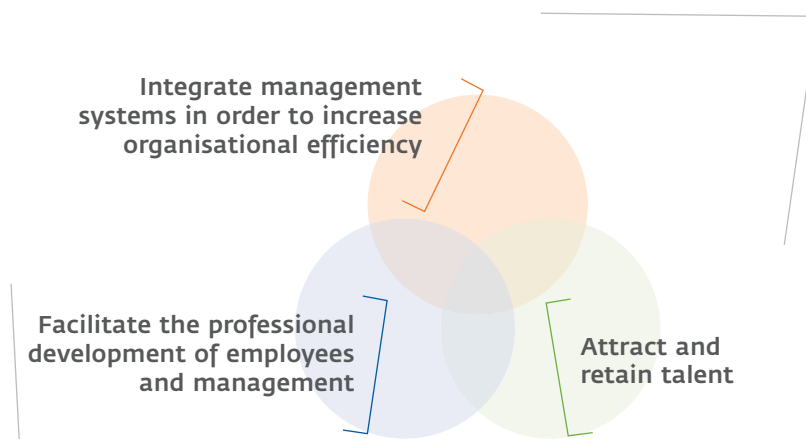 Integrate management
systems in order to increase
organisational efficiency
Facilitate the professional
development of employees
and management
Attract and
retain talent